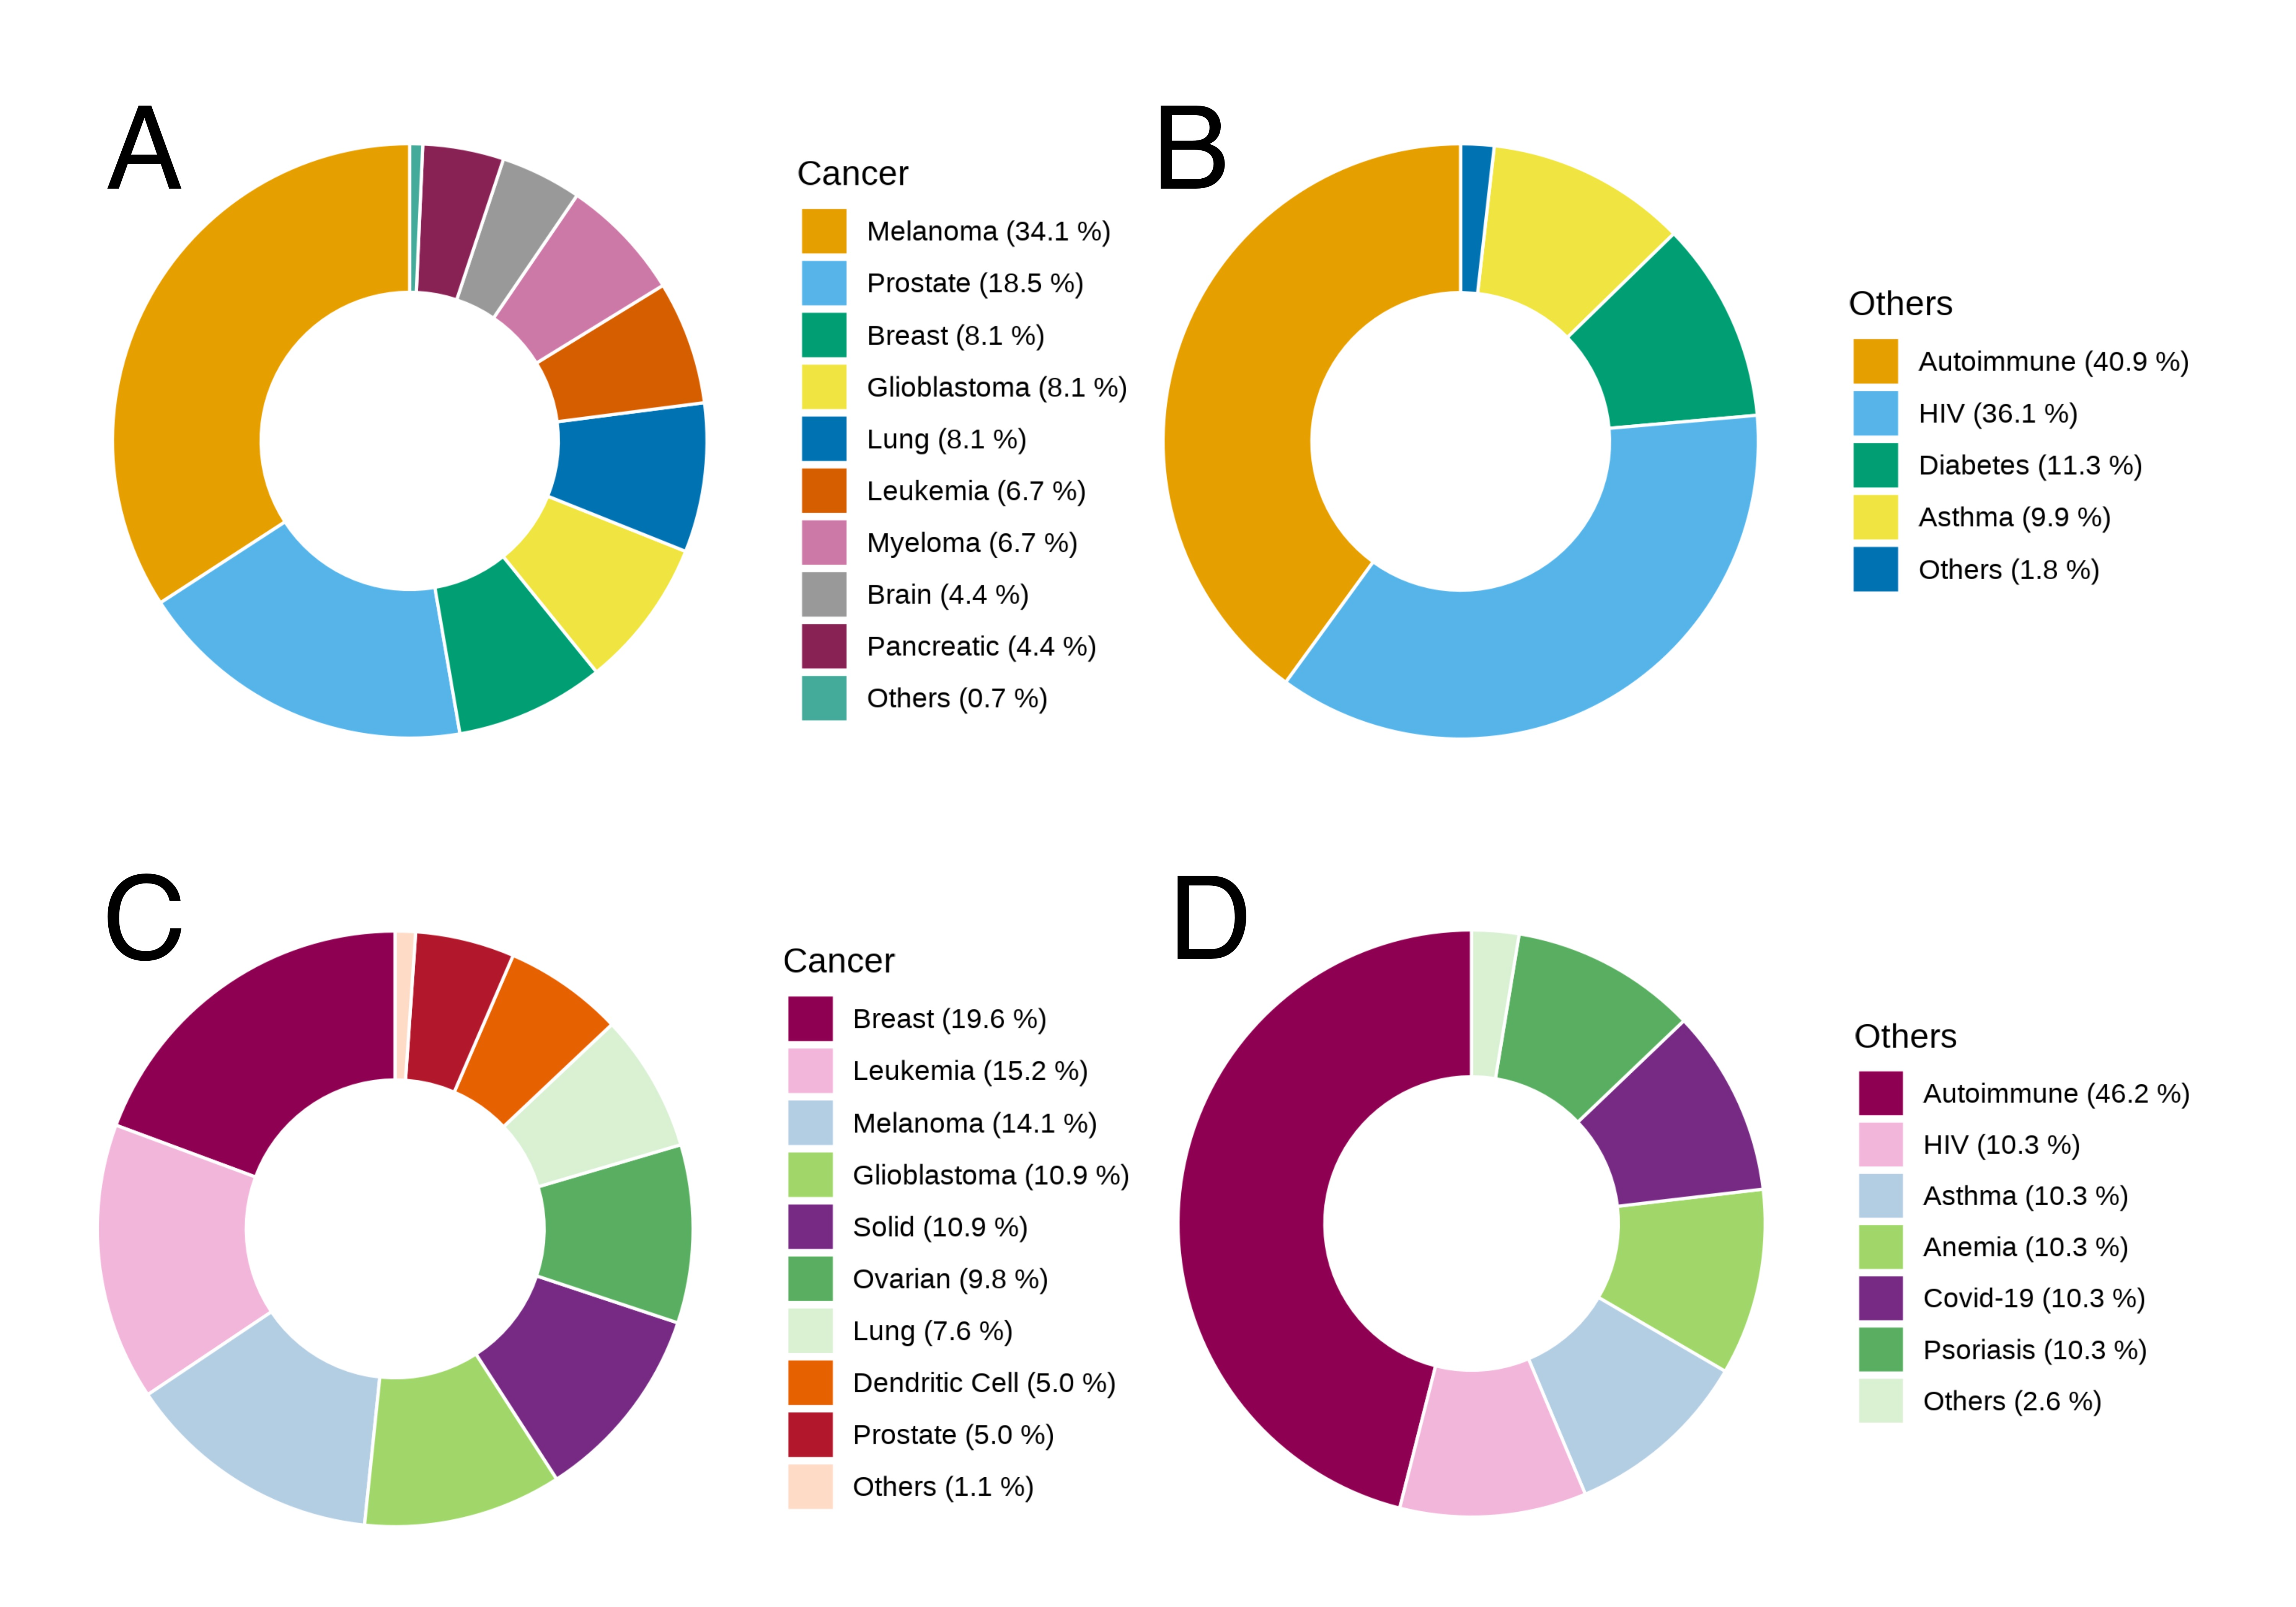 A
Cancer
Melanoma (34.1 %)
Prostate (18.5 %)
Breast (8.1 %)
Glioblastoma (8.1 %)
Lung (8.1 %)
Leukemia (6.7 %)
Myeloma (6.7 %)
Brain (4.4 %)
Pancreatic (4.4 %)
Others (0.7 %)
B
Others
Autoimmune (40.9 %)
HIV (36.1 %)
Diabetes (11.3 %)
Asthma (9.9 %)
Others (1.8 %)
C
Cancer
Breast (19.6 %)
Leukemia (15.2 %)
Melanoma (14.1 %)
Glioblastoma (10.9 %)
Solid (10.9 %)
Ovarian (9.8 %)
Lung (7.6 %)
Dendritic Cell (5.0 %)
Prostate (5.0 %)
Others (1.1 %)
D
Others
Autoimmune (46.2 %)
HIV (10.3 %)
Asthma (10.3 %)
Anemia (10.3 %)
Covid-19 (10.3 %)
Psoriasis (10.3 %)
Others (2.6 %)